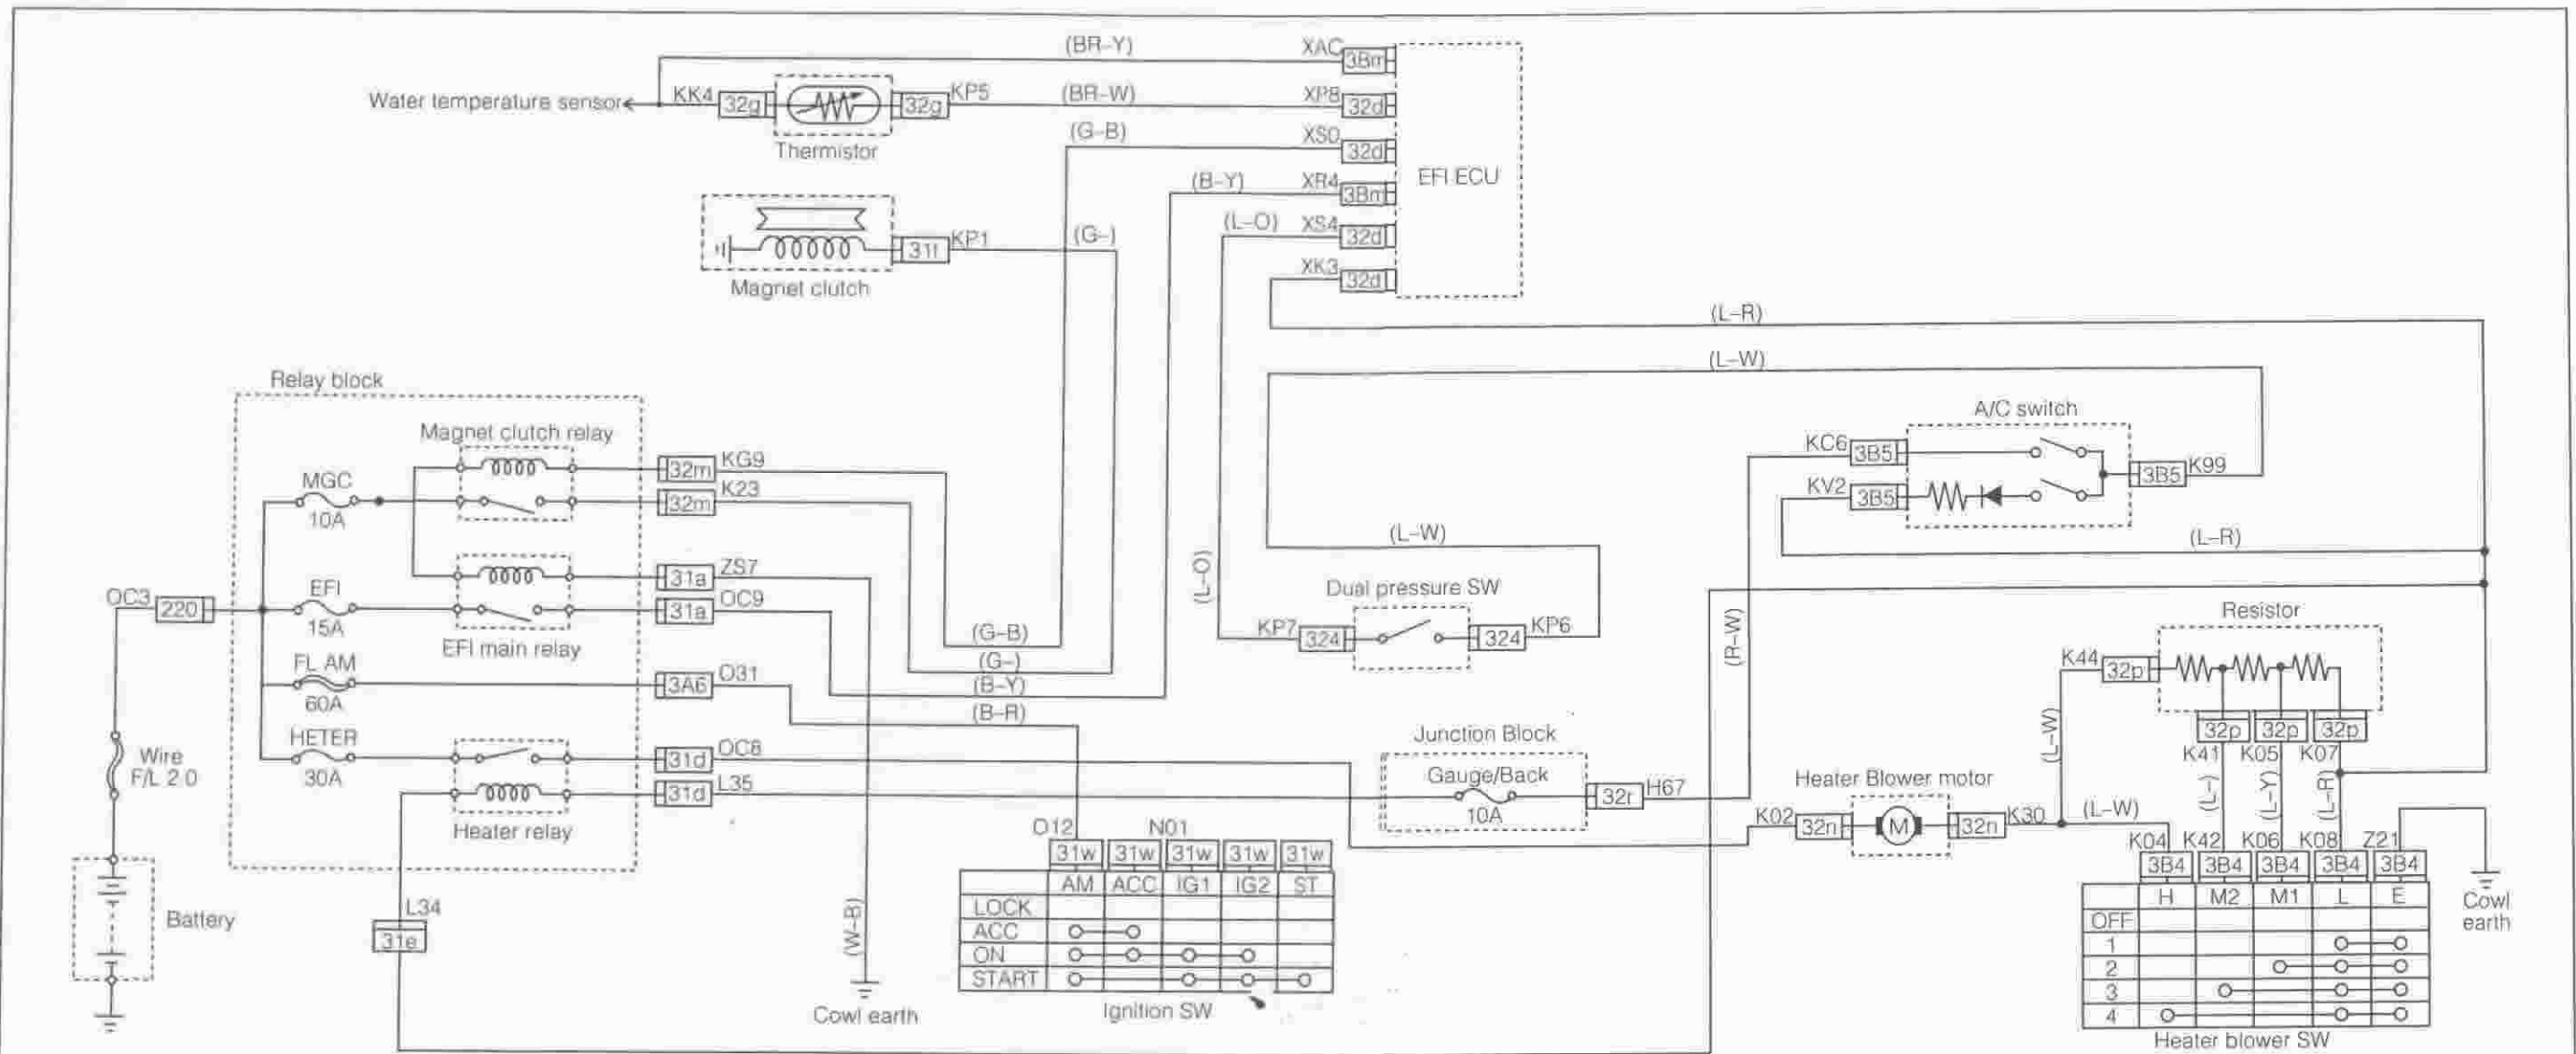 (BR-Y)
XAC
3Bm
Water temperature sensor
KK4
32g
32g
KP5
(BR-W)
XP8
32d
Thermistor
(G-B)
XS0
32d
EFI ECU
(B-Y)
XR4
3Bm
(L-O)
XS4
32d
31f
KP1
(G-)
XK3
32d
Magnet clutch
(L-R)
(L-W)
Relay block
A/C switch
Magnet clutch relay
KC6
3B5
3B5
K99
KV2
3B5
32m
KG9
MGC
10A
32m
K23
(L-W)
(L-R)
(L-O)
31a
ZS7
EFI
15A
31a
OC9
OC3
220
Dual pressure SW
KP7
324
324
KP6
(R-W)
Resistor
EFI main relay
(G-B)
(G-)
(B-Y)
(B-R)
FL AM
60A
3A6
O31
K44
32p
32p
32p
32p
K41
K05
K07
(L-W)
(L-)
(L-Y)
(L-R)
Wire
F/L 2.0
HETER
30A
31d
OC8
31d
L35
Heater relay
Junction Block
Gauge/Back
10A
32r
H67
Heater Blower motor
K02
32n
M
32n
K30
(L-W)
O12
N01
31w
31w
31w
31w
31w
AM
ACC
IG1
IG2
ST
LOCK
ACC
ON
START
Ignition SW
K04
K42
K06
K08
Z21
3B4
3B4
3B4
3B4
3B4
H
M2
M1
L
E
OFF
1
2
3
4
Heater blower SW
Cowl
earth
Battery
L34
31e
(W-B)
Cowl earth